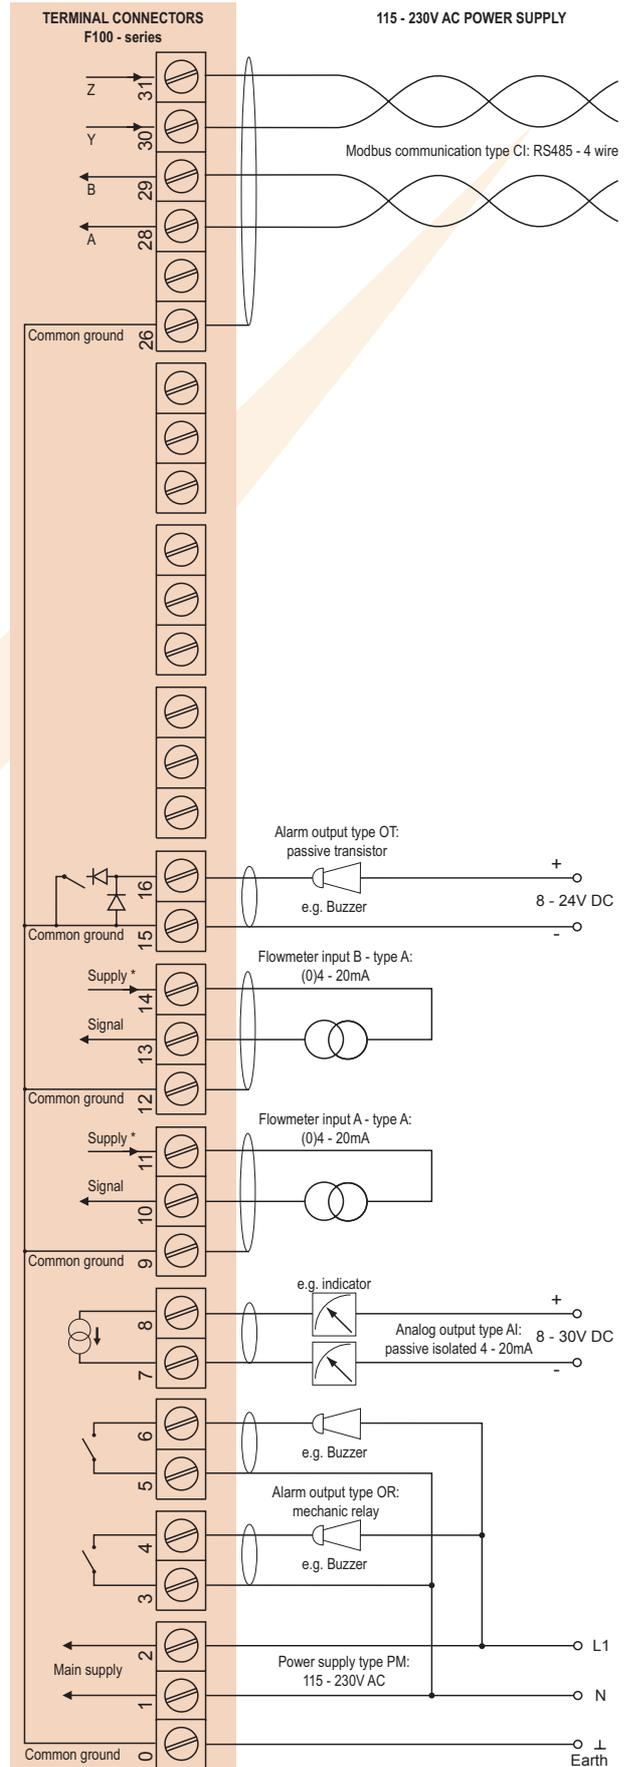 TERMINAL CONNECTORS
F100 - series
115 - 230V AC POWER SUPPLY
Z
31
Y
30
Modbus communication type CI: RS485 - 4 wire
B
29
A
28
Common ground
26
Alarm output type OT:
passive transistor
16
+
e.g. Buzzer
8 - 24V DC
Common ground
15
-
Flowmeter input B - type A:
(0)4 - 20mA
Supply *
14
Signal
13
Common ground
12
Flowmeter input A - type A:
(0)4 - 20mA
Supply *
11
Signal
10
Common ground
9
e.g. indicator
8
+
Analog output type AI:
passive isolated 4 - 20mA
8 - 30V DC
7
-
6
e.g. Buzzer
5
Alarm output type OR:
mechanic relay
4
e.g. Buzzer
3
2
L1
Main supply
Power supply type PM:
115 - 230V AC
1
N
Common ground
0
Earth